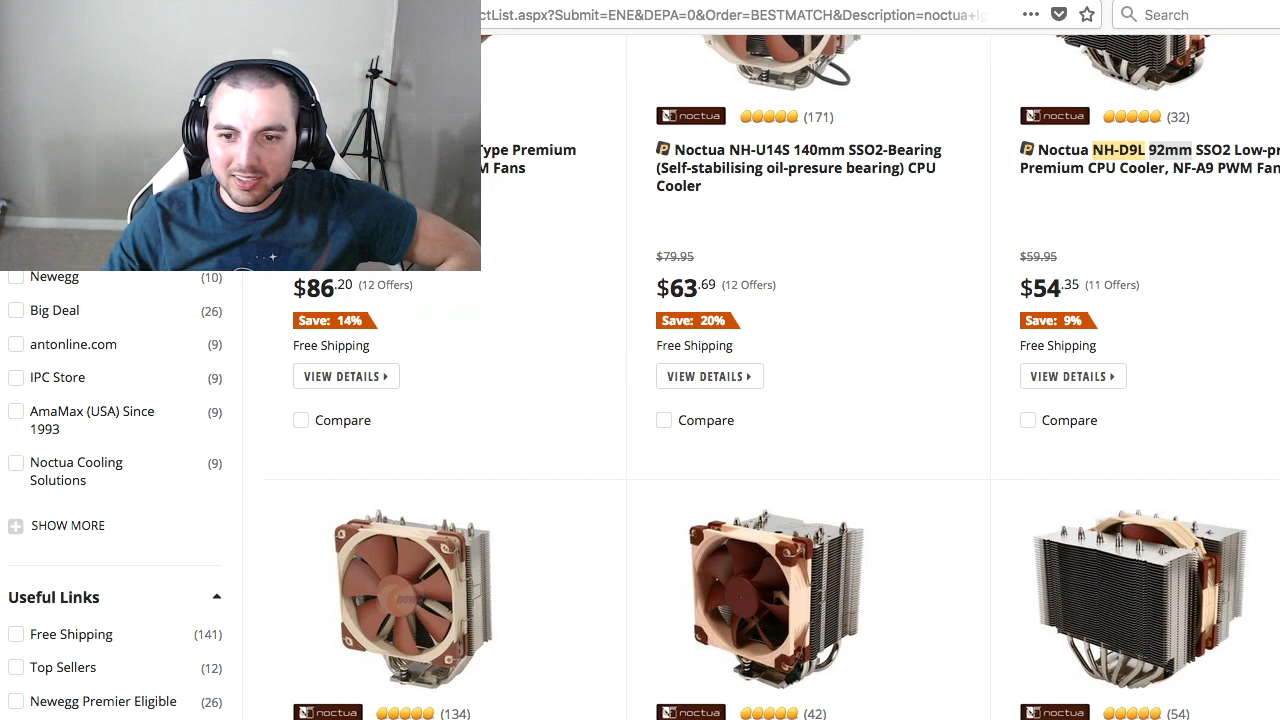 ctList.aspx?Submit=ENE&DEPA=0&Order=BESTMATCH&Description=noctua+lg
Search
noctua
(171)
noctua
(32)
Type Premium
M Fans
Noctua NH-U14S 140mm SSO2-Bearing
(Self-stabilising oil-presure bearing) CPU
Cooler
Noctua NH-D9L 92mm SSO2 Low-pr
Premium CPU Cooler, NF-A9 PWM Fan
$79.95
$59.95
$86.20 (12 Offers)
$63.69 (12 Offers)
$54.35 (11 Offers)
Save: 14%
Save: 20%
Save: 9%
Free Shipping
Free Shipping
Free Shipping
VIEW DETAILS
VIEW DETAILS
VIEW DETAILS
Compare
Compare
Compare
Newegg (10)
Big Deal (26)
antonline.com (9)
IPC Store (9)
AmaMax (USA) Since (9)
1993
Noctua Cooling (9)
Solutions
SHOW MORE
Useful Links
Free Shipping (141)
Top Sellers (12)
Newegg Premier Eligible (26)
noctua
(134)
noctua
(42)
noctua
(54)